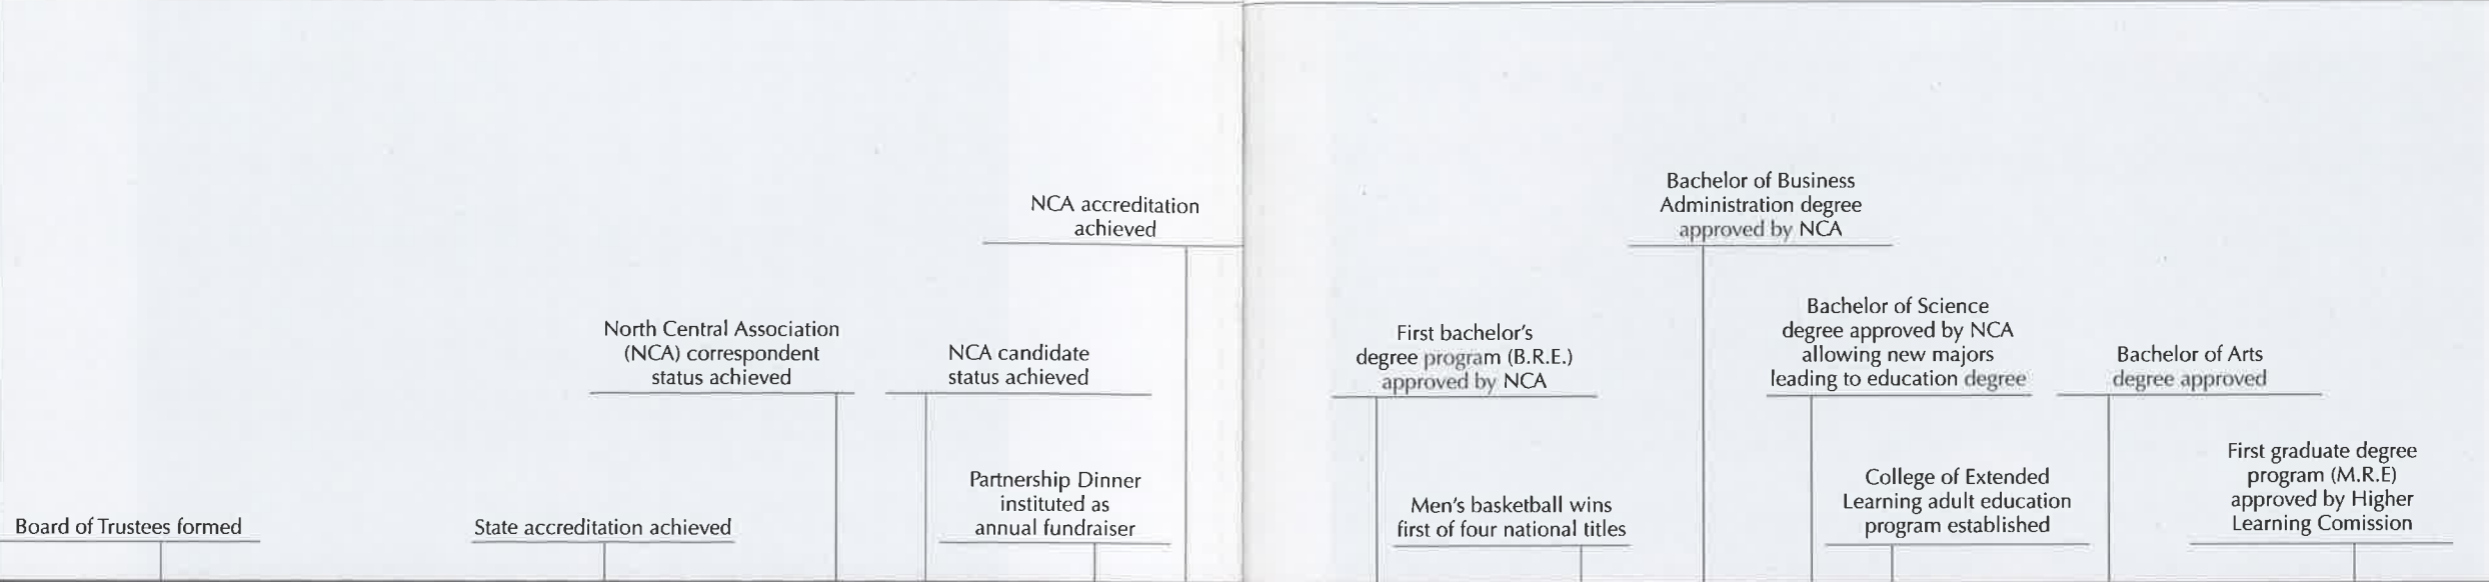 Board of Trustees formed
State accreditation achieved
North Central Association
(NCA) correspondent
status achieved
NCA candidate
status achieved
Partnership Dinner
instituted as
annual fundraiser
NCA accreditation
achieved
First bachelor's
degree program (B.R.E.)
approved by NCA
Men's basketball wins
first of four national titles
Bachelor of Business
Administration degree
approved by NCA
Bachelor of Science
degree approved by NCA
allowing new majors
leading to education degree
College of Extended
Learning adult education
program established
Bachelor of Arts
degree approved
First graduate degree
program (M.R.E)
approved by Higher
Learning Comission